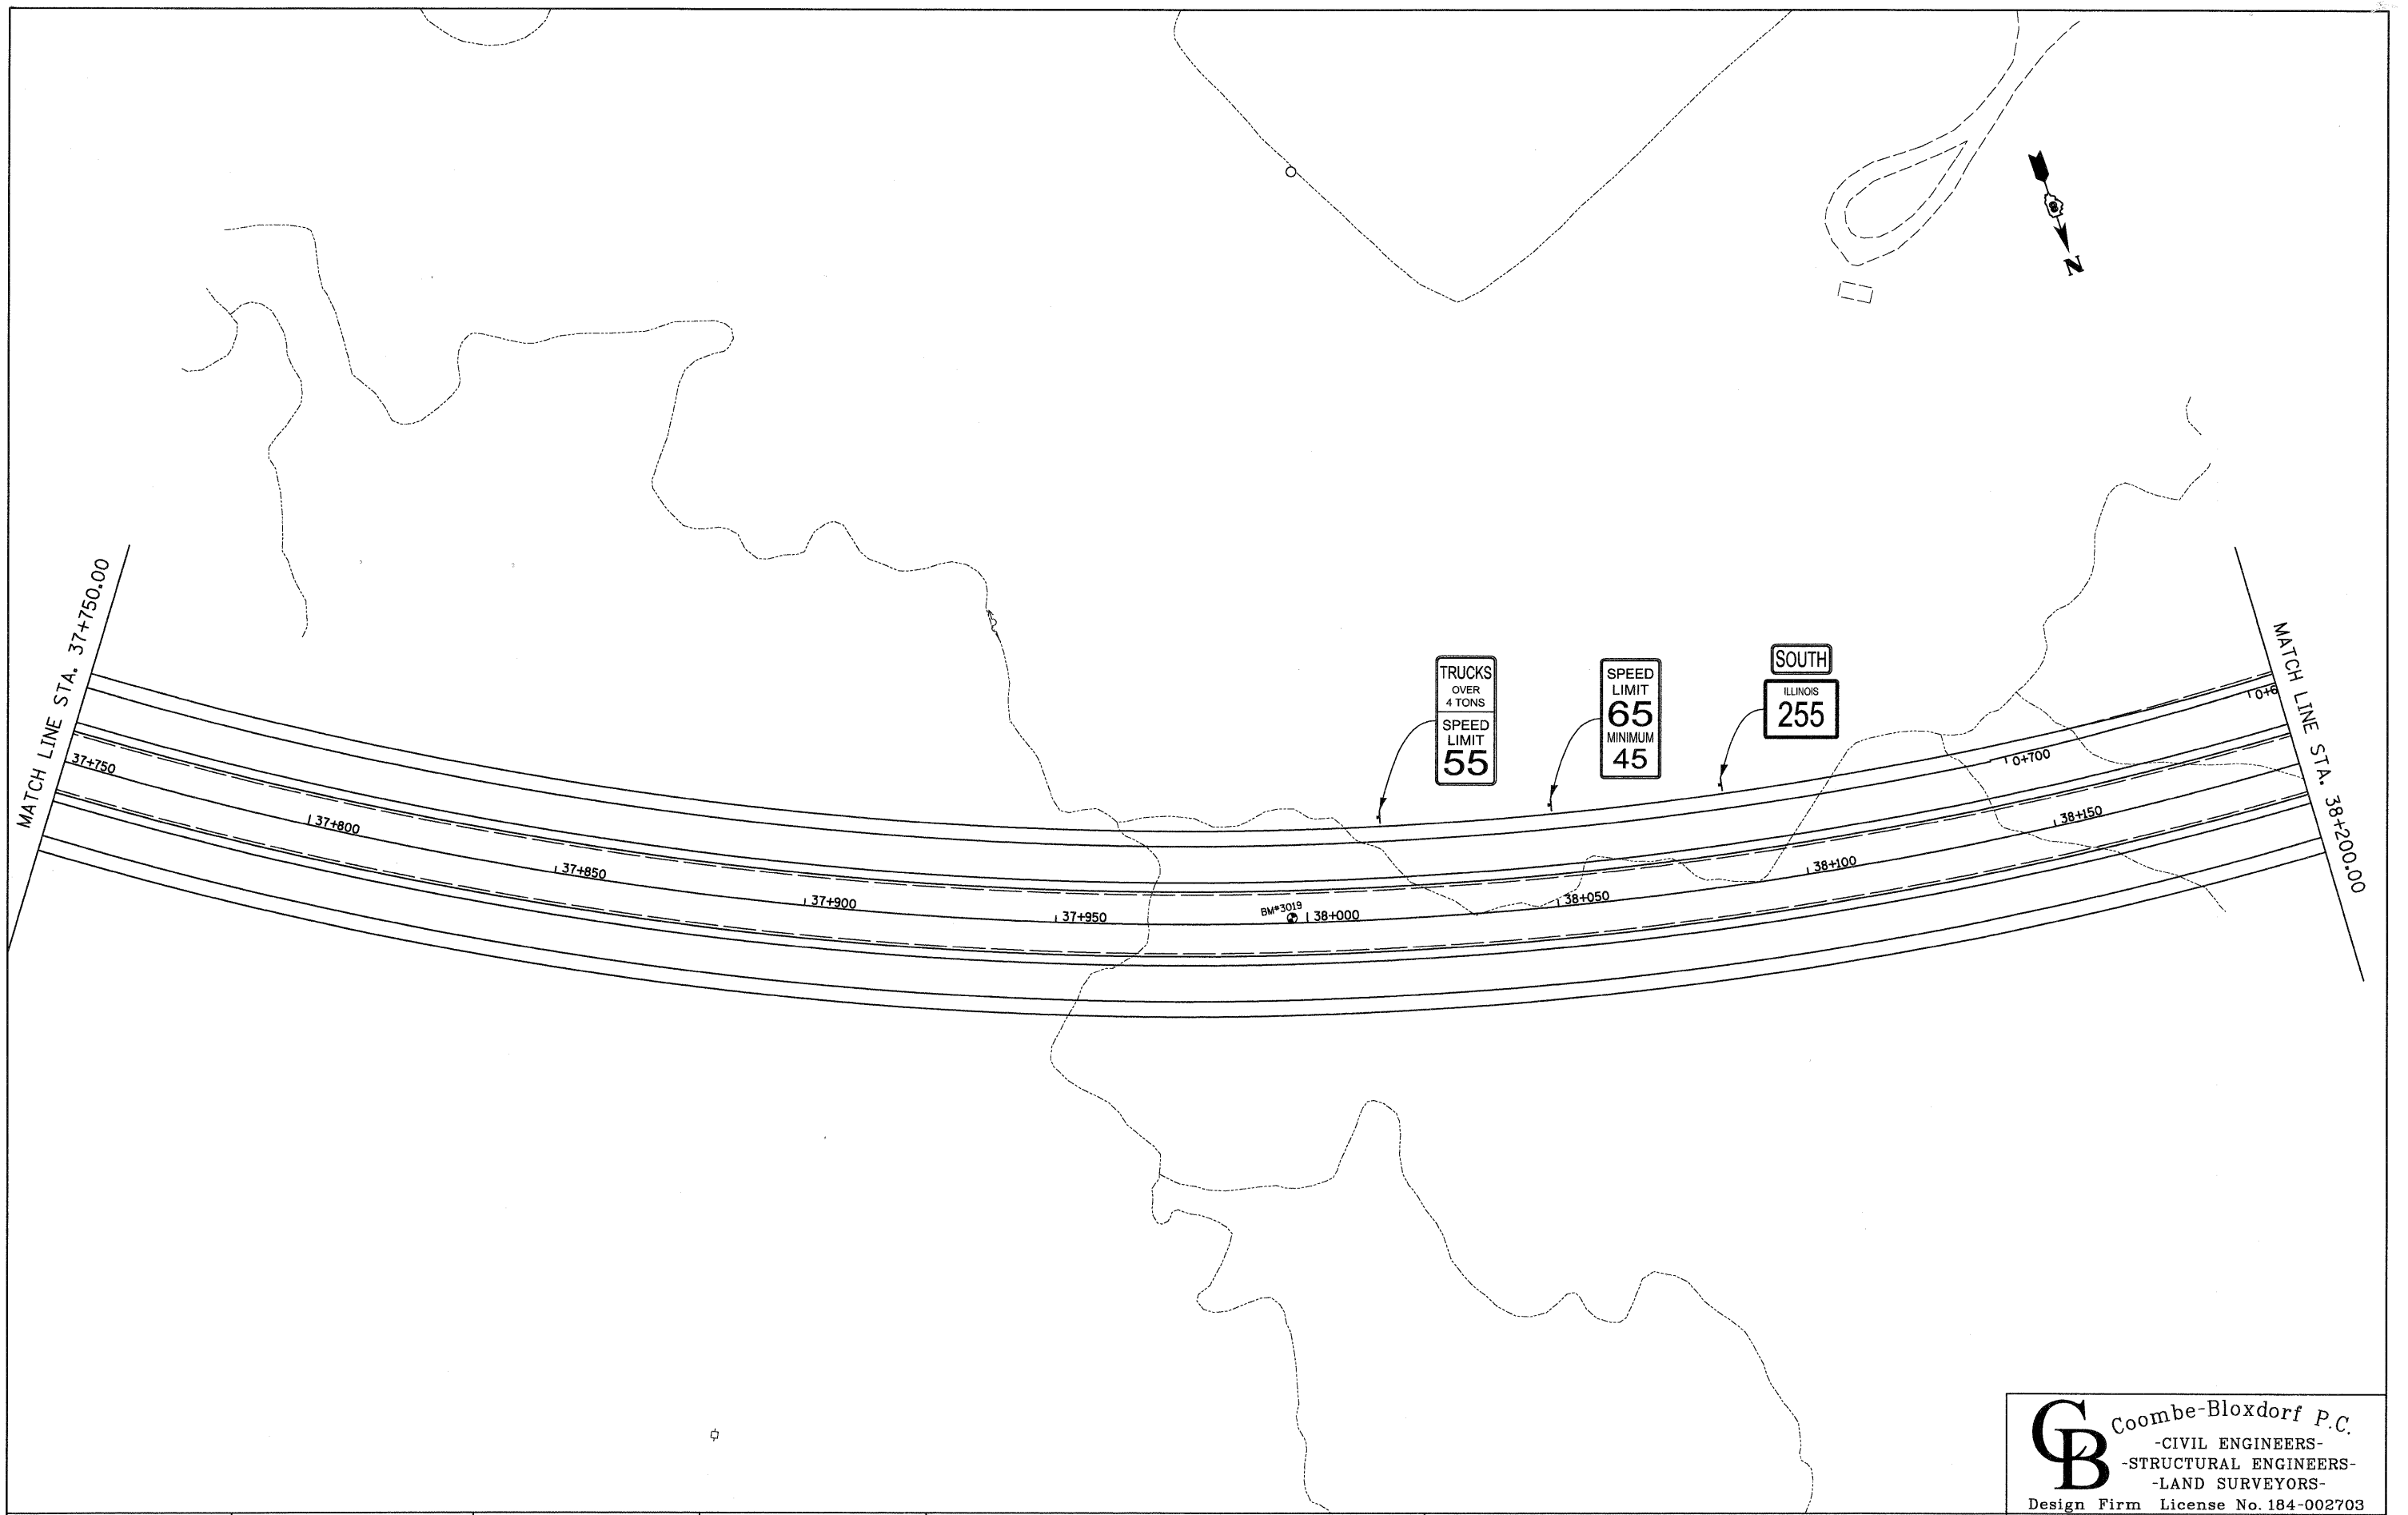 N
MATCH LINE STA. 37+750.00
MATCH LINE STA. 38+200.00
TRUCKS
OVER
4 TONS
SPEED
LIMIT
55
SPEED
LIMIT
65
MINIMUM
45
SOUTH
ILLINOIS
255
0+6
0+700
37+750
37+800
37+850
37+900
37+950
BM#3019
38+000
38+050
38+100
38+150
CB
Coombe-Bloxdorf P.C.
-CIVIL ENGINEERS-
-STRUCTURAL ENGINEERS-
-LAND SURVEYORS-
Design Firm License No. 184-002703